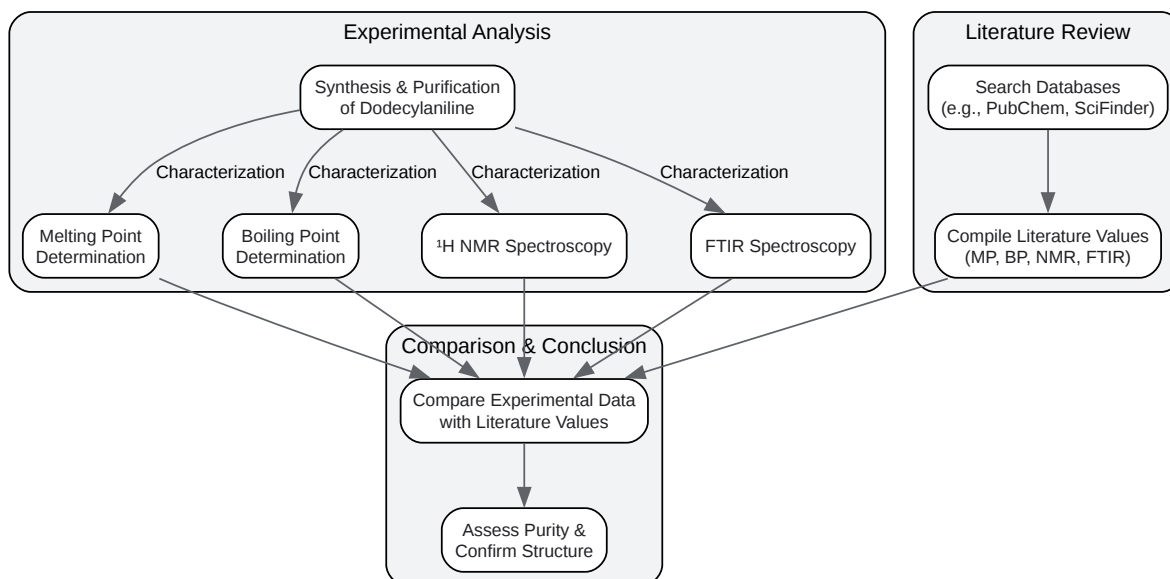 Experimental Analysis
Literature Review
Synthesis & Purification
of Dodecylaniline
Search Databases
(e.g., PubChem, SciFinder)
Characterization
Characterization
Characterization
Characterization
Melting Point
Determination
Boiling Point
Determination
¹H NMR Spectroscopy
FTIR Spectroscopy
Compile Literature Values
(MP, BP, NMR, FTIR)
Comparison & Conclusion
Compare Experimental Data
with Literature Values
Assess Purity &
Confirm Structure